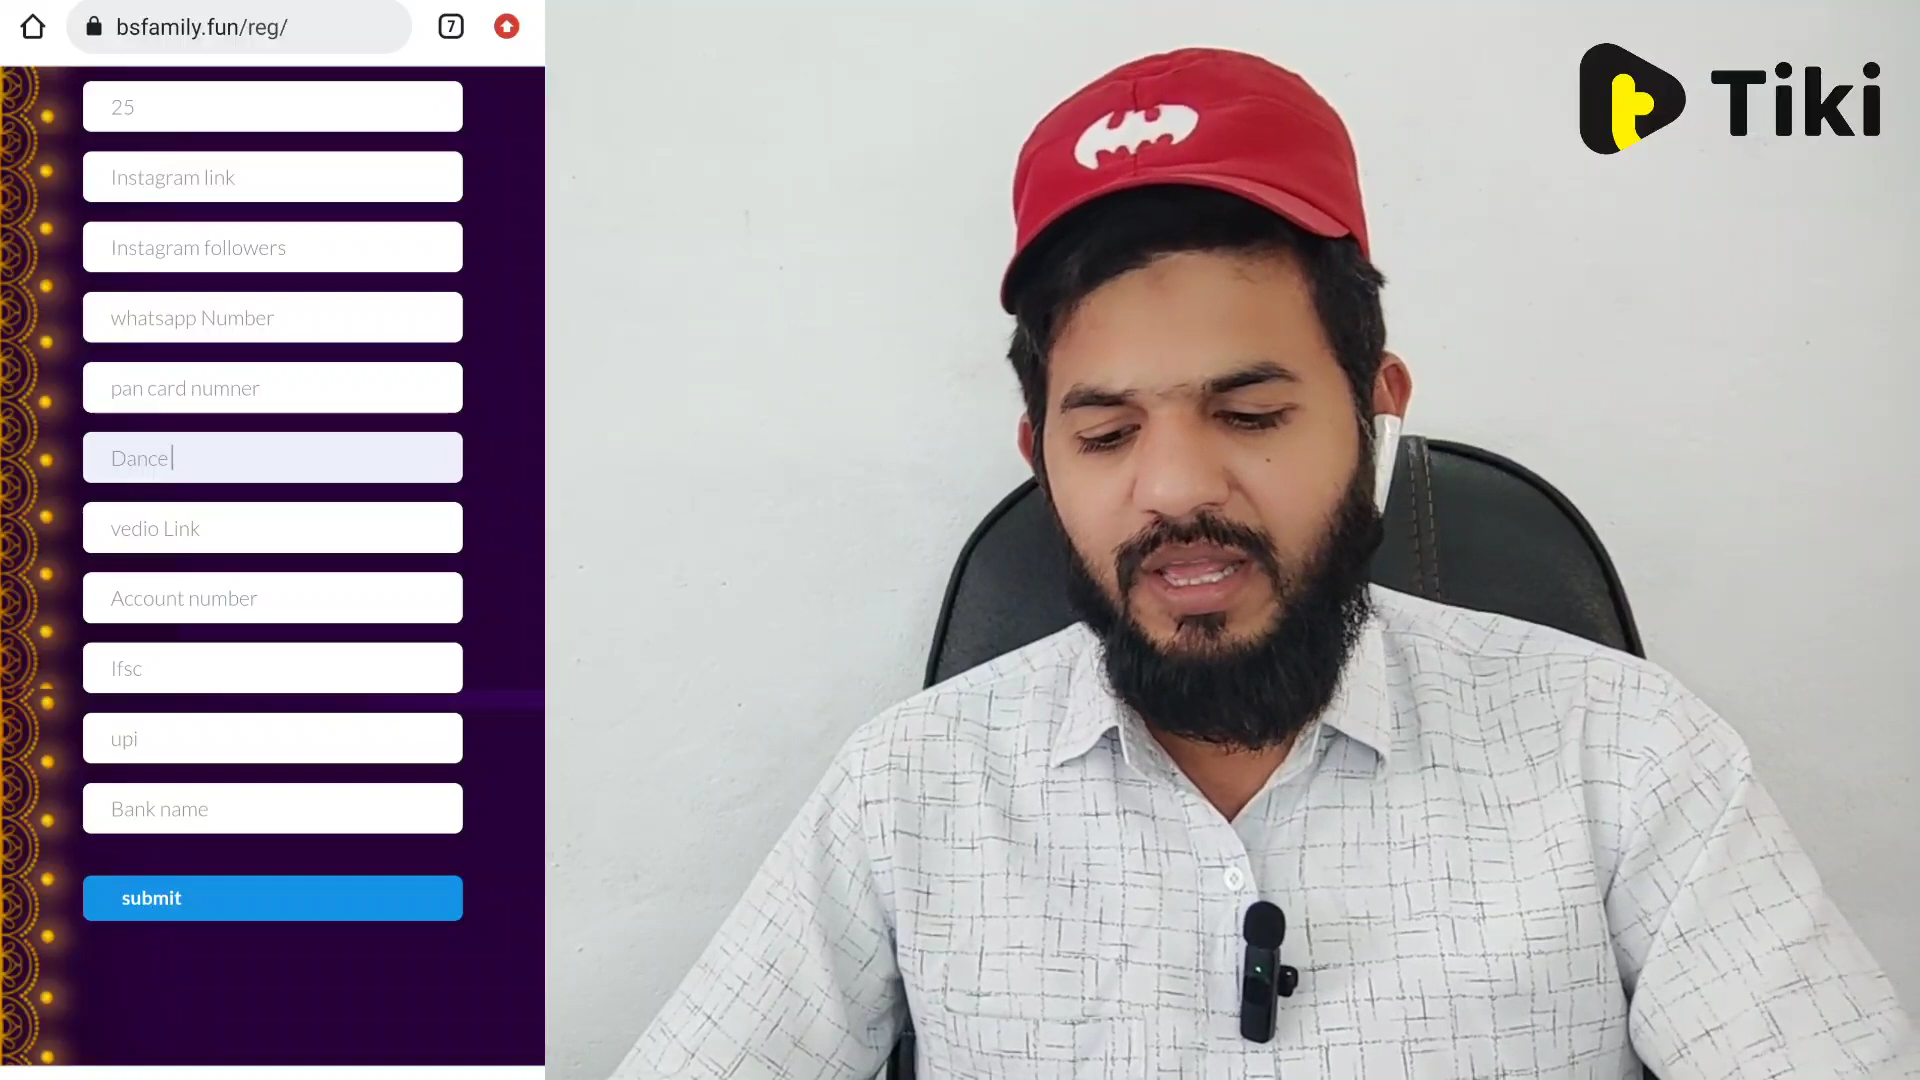 bsfamily.fun/reg/
7
25
Instagram link
Instagram followers
whatsapp Number
pan card numner
Dance
vedio Link
Account number
Ifsc
upi
Bank name
submit
Tiki